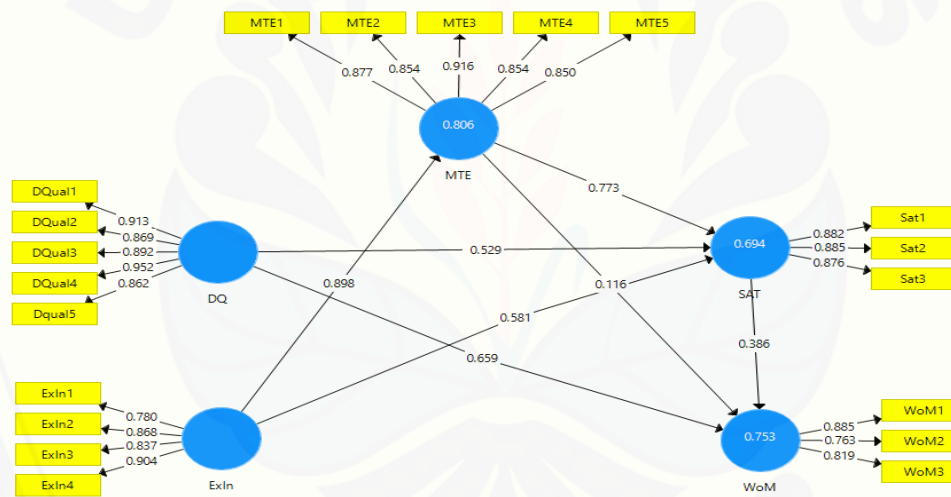 MTE1 MTE2 MTE3 MTE4 MTE5
0.877 0.854 0.916 0.854 0.850
0.806
MTE
DQual1
DQual2
DQual3
DQual4
Dqual5
0.913
0.869
0.892
0.952
0.862
DQ
0.773
0.529
0.898
0.116
0.581
0.659
0.694
SAT
0.882
0.885
0.876
Sat1
Sat2
Sat3
0.386
ExIn1
ExIn2
ExIn3
ExIn4
0.780
0.868
0.837
0.904
ExIn
0.753
WoM
0.885
0.763
0.819
WoM1
WoM2
WoM3